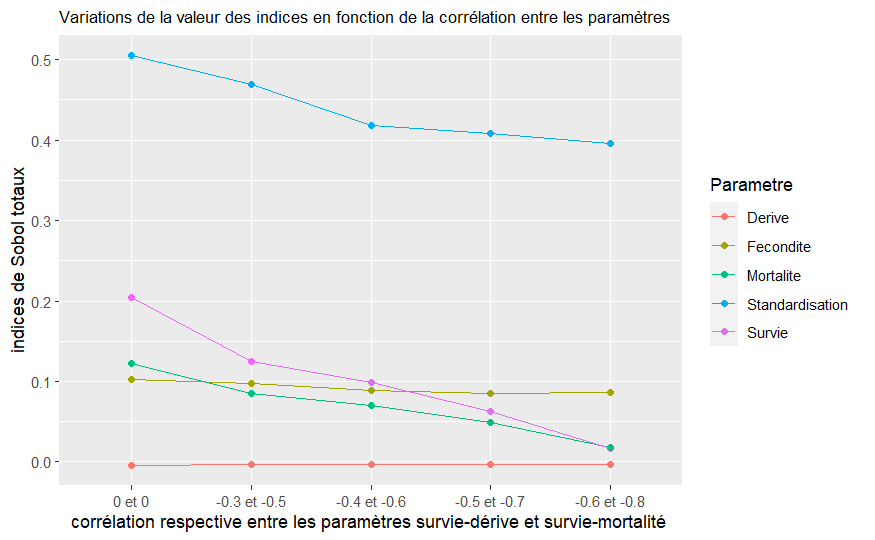 Variations de la valeur des indices en fonction de la corrélation entre les paramètres
indices de Sobol totaux
0.5
0.4
0.3
0.2
0.1
0.0
0 et 0
-0.3 et -0.5
-0.4 et -0.6
-0.5 et -0.7
-0.6 et -0.8
corrélation respective entre les paramètres survie-dérive et survie-mortalité
Parametre
Derive
Fecondite
Mortalite
Standardisation
Survie